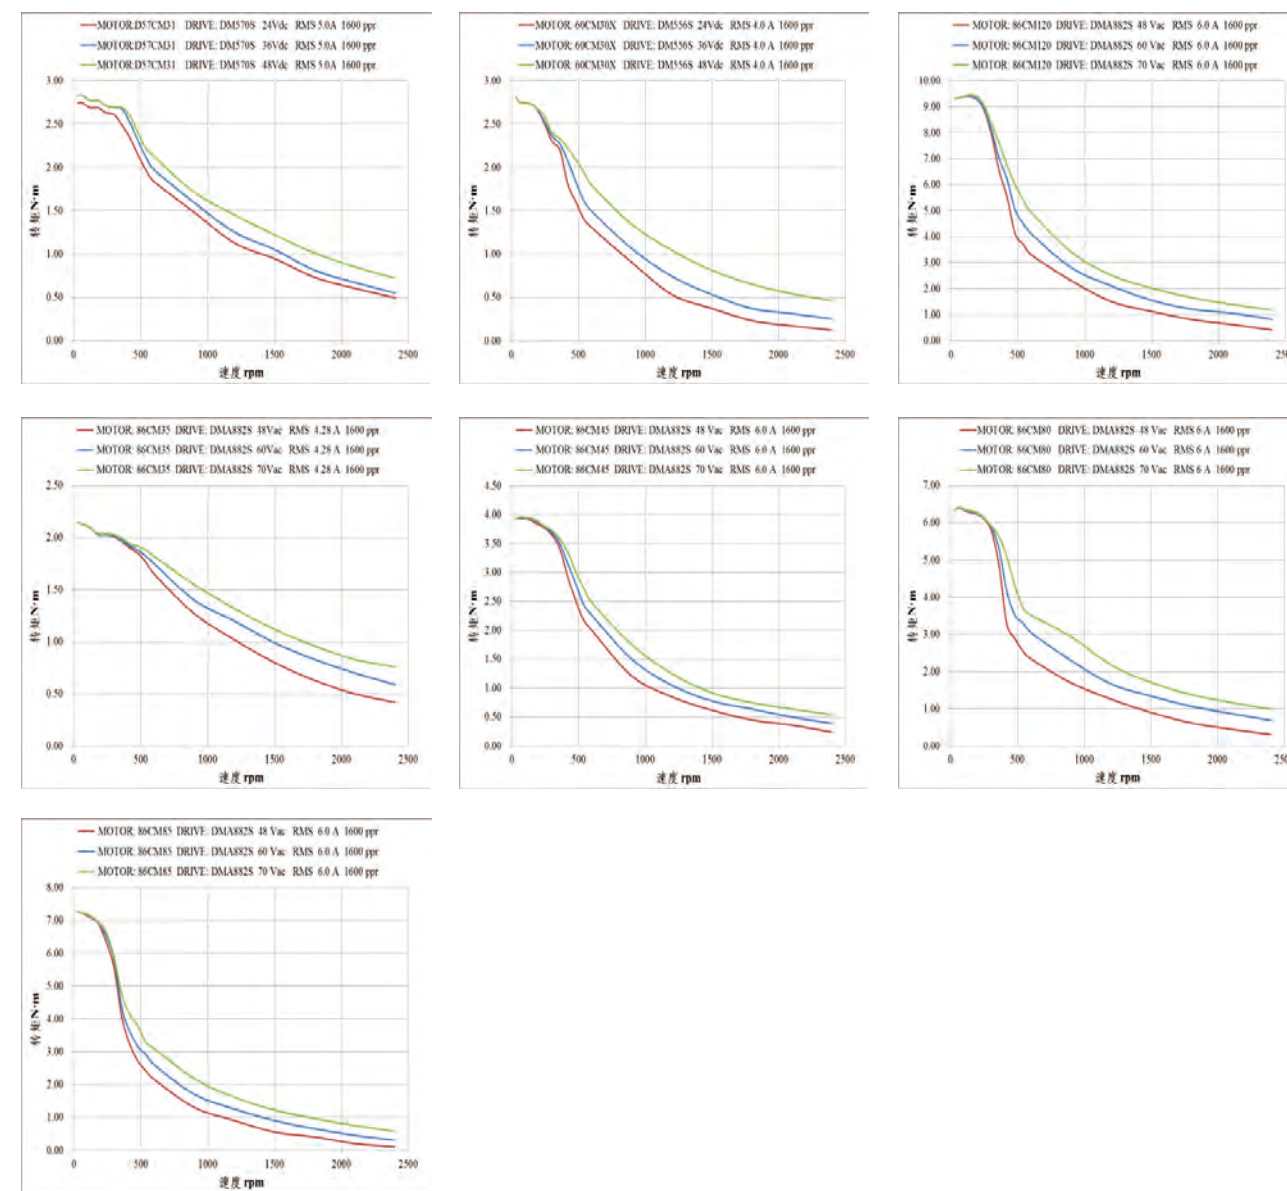 MOTOR:D57CM31 DRIVE: DM570S 24Vdc RMS 5.0A 1600 ppr
MOTOR:D57CM31 DRIVE: DM570S 36Vdc RMS 5.0A 1600 ppr
MOTOR:D57CM31 DRIVE: DM570S 48Vdc RMS 5.0A 1600 ppr
3.00
2.50
2.00
1.50
1.00
0.50
0.00
转矩N·m
0 500 1000 1500 2000 2500
速度 rpm
MOTOR: 60CM30X DRIVE: DM556S 24Vdc RMS 4.0 A 1600 ppr
MOTOR: 60CM30X DRIVE: DM556S 36Vdc RMS 4.0 A 1600 ppr
MOTOR: 60CM30X DRIVE: DM556S 48Vdc RMS 4.0 A 1600 ppr
3.00
2.50
2.00
1.50
1.00
0.50
0.00
转矩N·m
0 500 1000 1500 2000 2500
速度 rpm
MOTOR: 86CM120 DRIVE: DMA882S 48 Vac RMS 6.0 A 1600 ppr
MOTOR: 86CM120 DRIVE: DMA882S 60 Vac RMS 6.0 A 1600 ppr
MOTOR: 86CM120 DRIVE: DMA882S 70 Vac RMS 6.0 A 1600 ppr
10.00
9.00
8.00
7.00
6.00
5.00
4.00
3.00
2.00
1.00
0.00
转矩N·m
0 500 1000 1500 2000 250
速度 rpm
MOTOR: 86CM35 DRIVE: DMA882S 48Vac RMS 4.28 A 1600 ppr
MOTOR: 86CM35 DRIVE: DMA882S 60Vac RMS 4.28 A 1600 ppr
MOTOR: 86CM35 DRIVE: DMA882S 70Vac RMS 4.28 A 1600 ppr
2.50
2.00
1.50
1.00
0.50
0.00
转矩N·m
0 500 1000 1500 2000 2500
速度 rpm
MOTOR: 86CM45 DRIVE: DMA882S 48 Vac RMS 6.0 A 1600 ppr
MOTOR: 86CM45 DRIVE: DMA882S 60 Vac RMS 6.0 A 1600 ppr
MOTOR: 86CM45 DRIVE: DMA882S 70 Vac RMS 6.0 A 1600 ppr
4.50
4.00
3.50
3.00
2.50
2.00
1.50
1.00
0.50
0.00
转矩N·m
0 500 1000 1500 2000 2500
速度 rpm
MOTOR: 86CM80 DRIVE: DMA882S 48 Vac RMS 6 A 1600 ppr
MOTOR: 86CM80 DRIVE: DMA882S 60 Vac RMS 6 A 1600 ppr
MOTOR: 86CM80 DRIVE: DMA882S 70 Vac RMS 6 A 1600 ppr
7.00
6.00
5.00
4.00
3.00
2.00
1.00
0.00
转矩N·m
0 500 1000 1500 2000 2500
速度 rpm
MOTOR: 86CM85 DRIVE: DMA882S 48 Vac RMS 6.0 A 1600 ppr
MOTOR: 86CM85 DRIVE: DMA882S 60 Vac RMS 6.0 A 1600 ppr
MOTOR: 86CM85 DRIVE: DMA882S 70 Vac RMS 6.0 A 1600 ppr
8.00
7.00
6.00
5.00
4.00
3.00
2.00
1.00
0.00
转矩N·m
0 500 1000 1500 2000 2500
速度 rpm